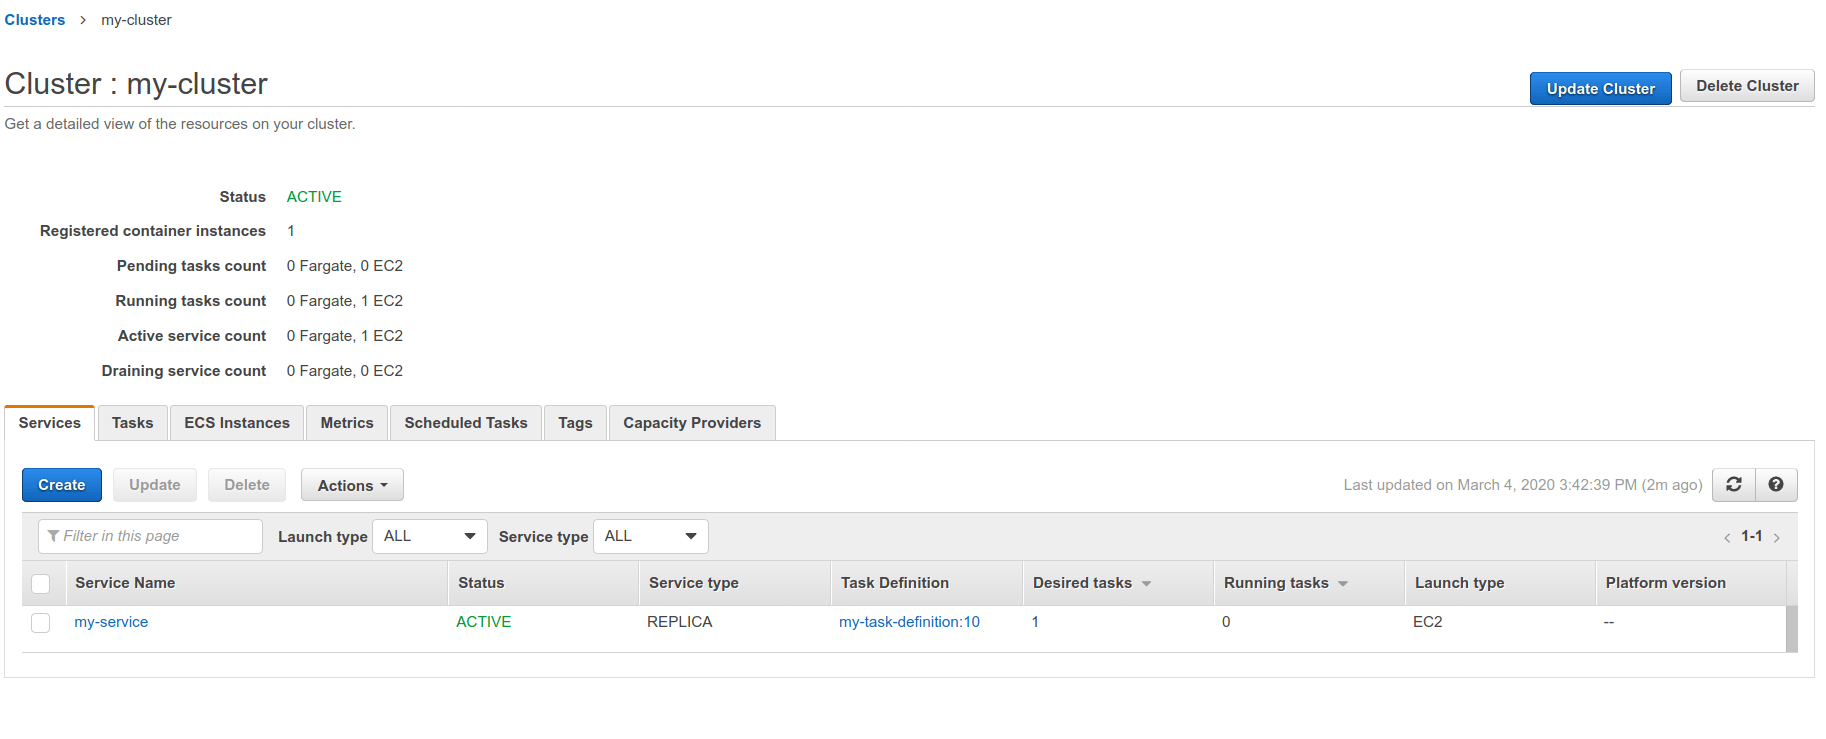 Clusters > my-cluster
Cluster : my-cluster
Update Cluster Delete Cluster
Get a detailed view of the resources on your cluster.
Status ACTIVE
Registered container instances 1
Pending tasks count 0 Fargate, 0 EC2
Running tasks count 0 Fargate, 1 EC2
Active service count 0 Fargate, 1 EC2
Draining service count 0 Fargate, 0 EC2
Services Tasks ECS Instances Metrics Scheduled Tasks Tags Capacity Providers
Create Update Delete Actions Last updated on March 4, 2020 3:42:39 PM (2m ago) ?
Filter in this page Launch type ALL Service type ALL < 1-1 >
Service Name Status Service type Task Definition Desired tasks Running tasks Launch type Platform version
my-service ACTIVE REPLICA my-task-definition:10 1 0 EC2 --